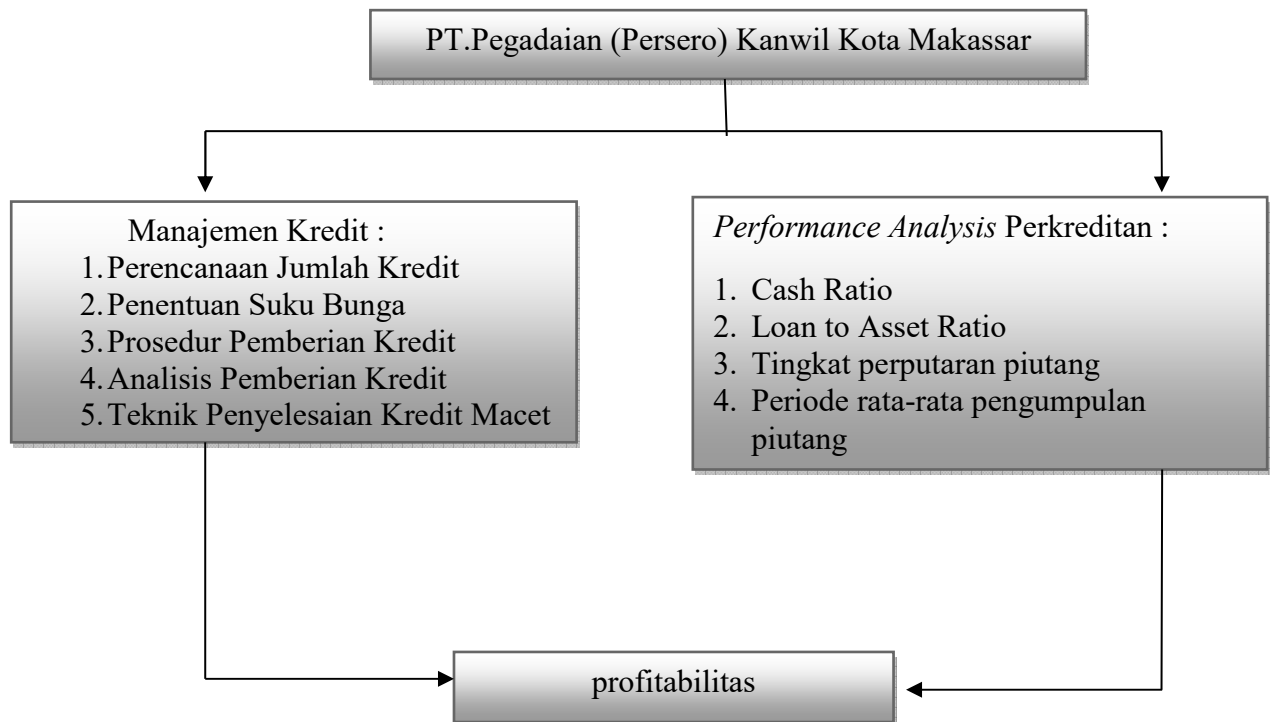 PT.Pegadaian (Persero) Kanwil Kota Makassar
Manajemen Kredit :
1.Perencanaan Jumlah Kredit
2.Penentuan Suku Bunga
3.Prosedur Pemberian Kredit
4.Analisis Pemberian Kredit
5.Teknik Penyelesaian Kredit Macet
Performance Analysis Perkreditan :
1. Cash Ratio
2. Loan to Asset Ratio
3. Tingkat perputaran piutang
4. Periode rata-rata pengumpulan
piutang
profitabilitas